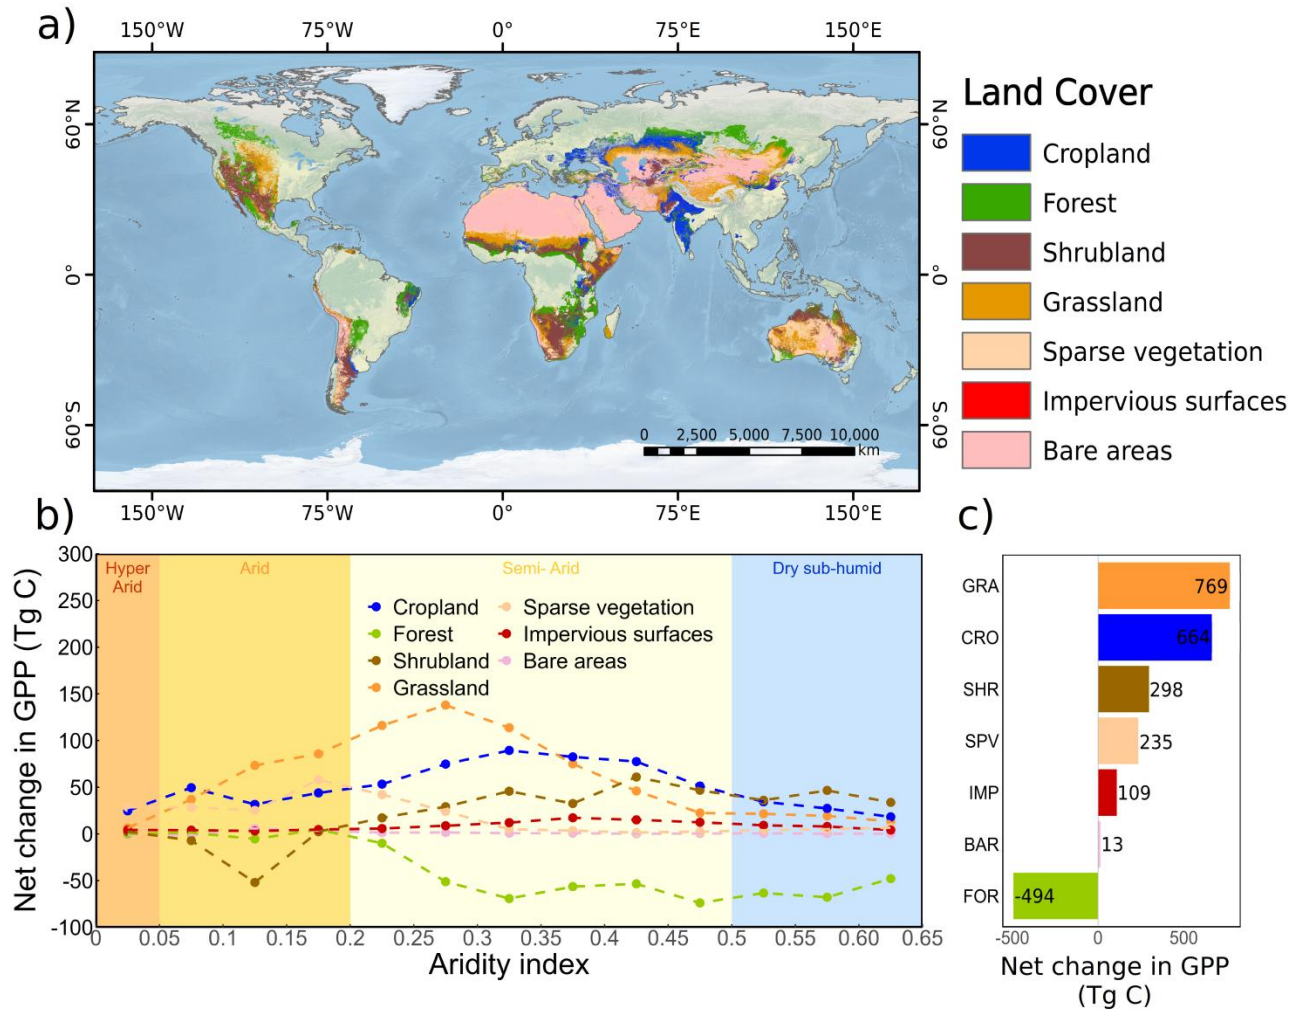 a)
150°W 75°W 0° 75°E 150°E
60°N 60°N
0° 0°
60°S 60°S
0 2,500 5,000 7,500 10,000
km
150°W 75°W 0° 75°E 150°E
Land Cover
Cropland
Forest
Shrubland
Grassland
Sparse vegetation
Impervious surfaces
Bare areas
b)
Net change in GPP (Tg C)
300
250
200
150
100
50
0
-50
-100
Hyper
Arid
Arid
Semi- Arid
Dry sub-humid
Cropland
Forest
Shrubland
Grassland
Sparse vegetation
Impervious surfaces
Bare areas
0 0.05 0.1 0.15 0.2 0.25 0.3 0.35 0.4 0.45 0.5 0.55 0.60 0.65
Aridity index
c)
GRA 769
CRO 664
SHR 298
SPV 235
IMP 109
BAR 13
FOR -494
-500 0 500
Net change in GPP
(Tg C)